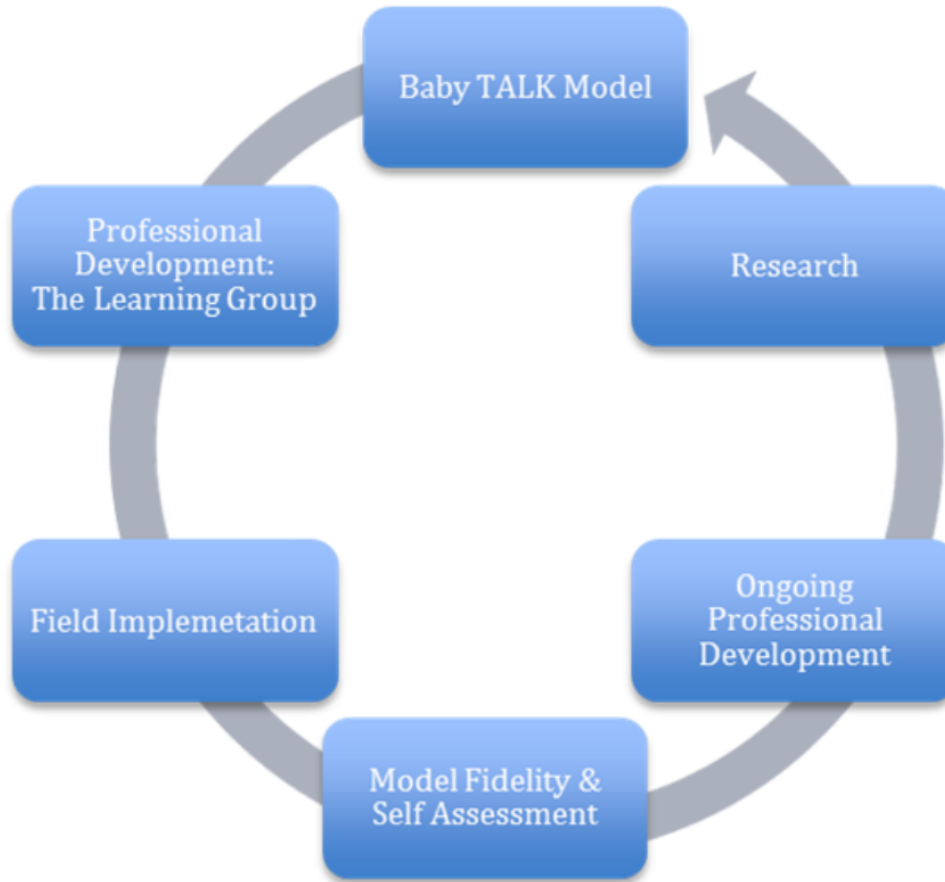 Baby TALK Model
Professional
Development:
The Learning Group
Research
Field Implemetation
Ongoing
Professional
Development
Model Fidelity &
Self Assessment